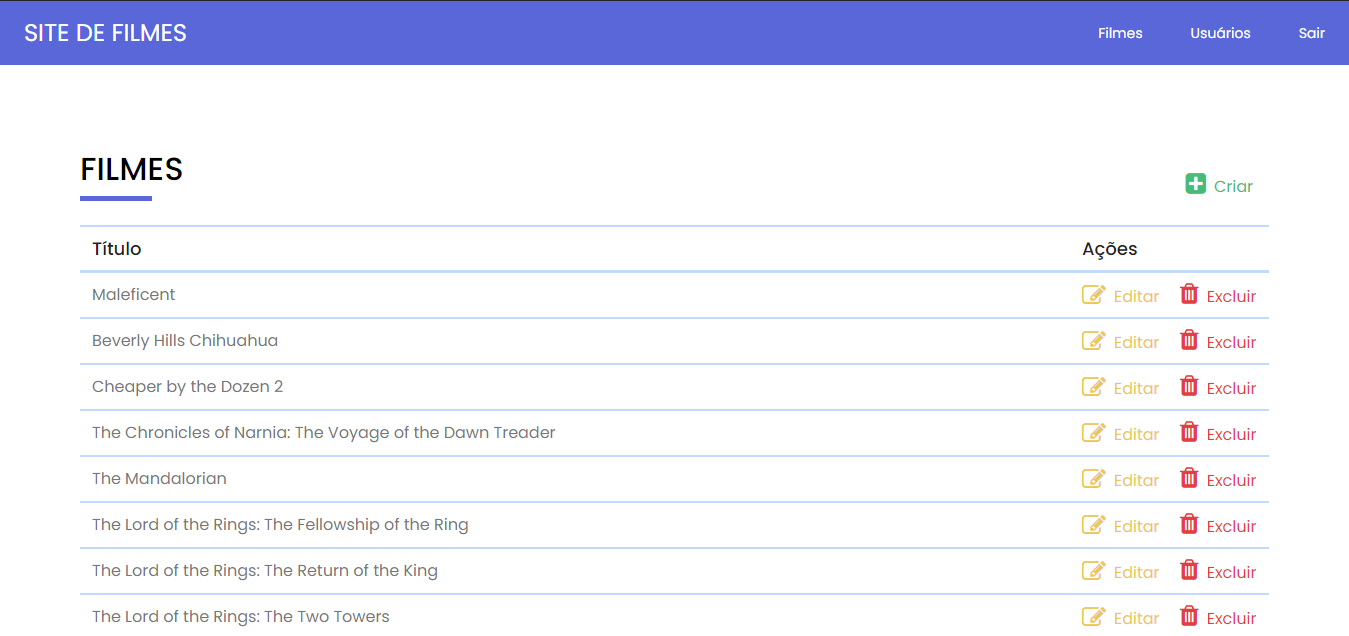 SITE DE FILMES Filmes Usuários Sair
FILMES
Criar
Título Ações
Maleficent Editar Excluir
Beverly Hills Chihuahua Editar Excluir
Cheaper by the Dozen 2 Editar Excluir
The Chronicles of Narnia: The Voyage of the Dawn Treader Editar Excluir
The Mandalorian Editar Excluir
The Lord of the Rings: The Fellowship of the Ring Editar Excluir
The Lord of the Rings: The Return of the King Editar Excluir
The Lord of the Rings: The Two Towers Editar Excluir